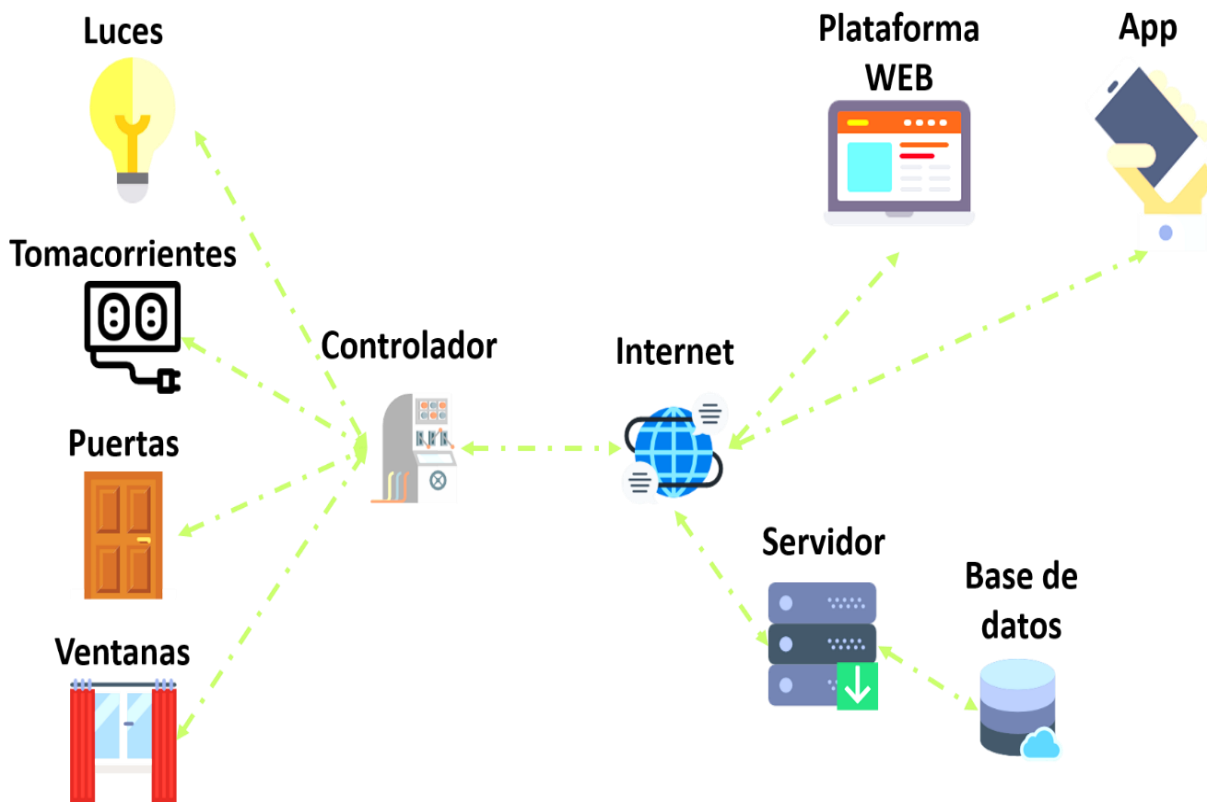 Luces
Tomacorrientes
Puertas
Ventanas
Controlador
Internet
Plataforma
WEB
App
Servidor
Base de
datos